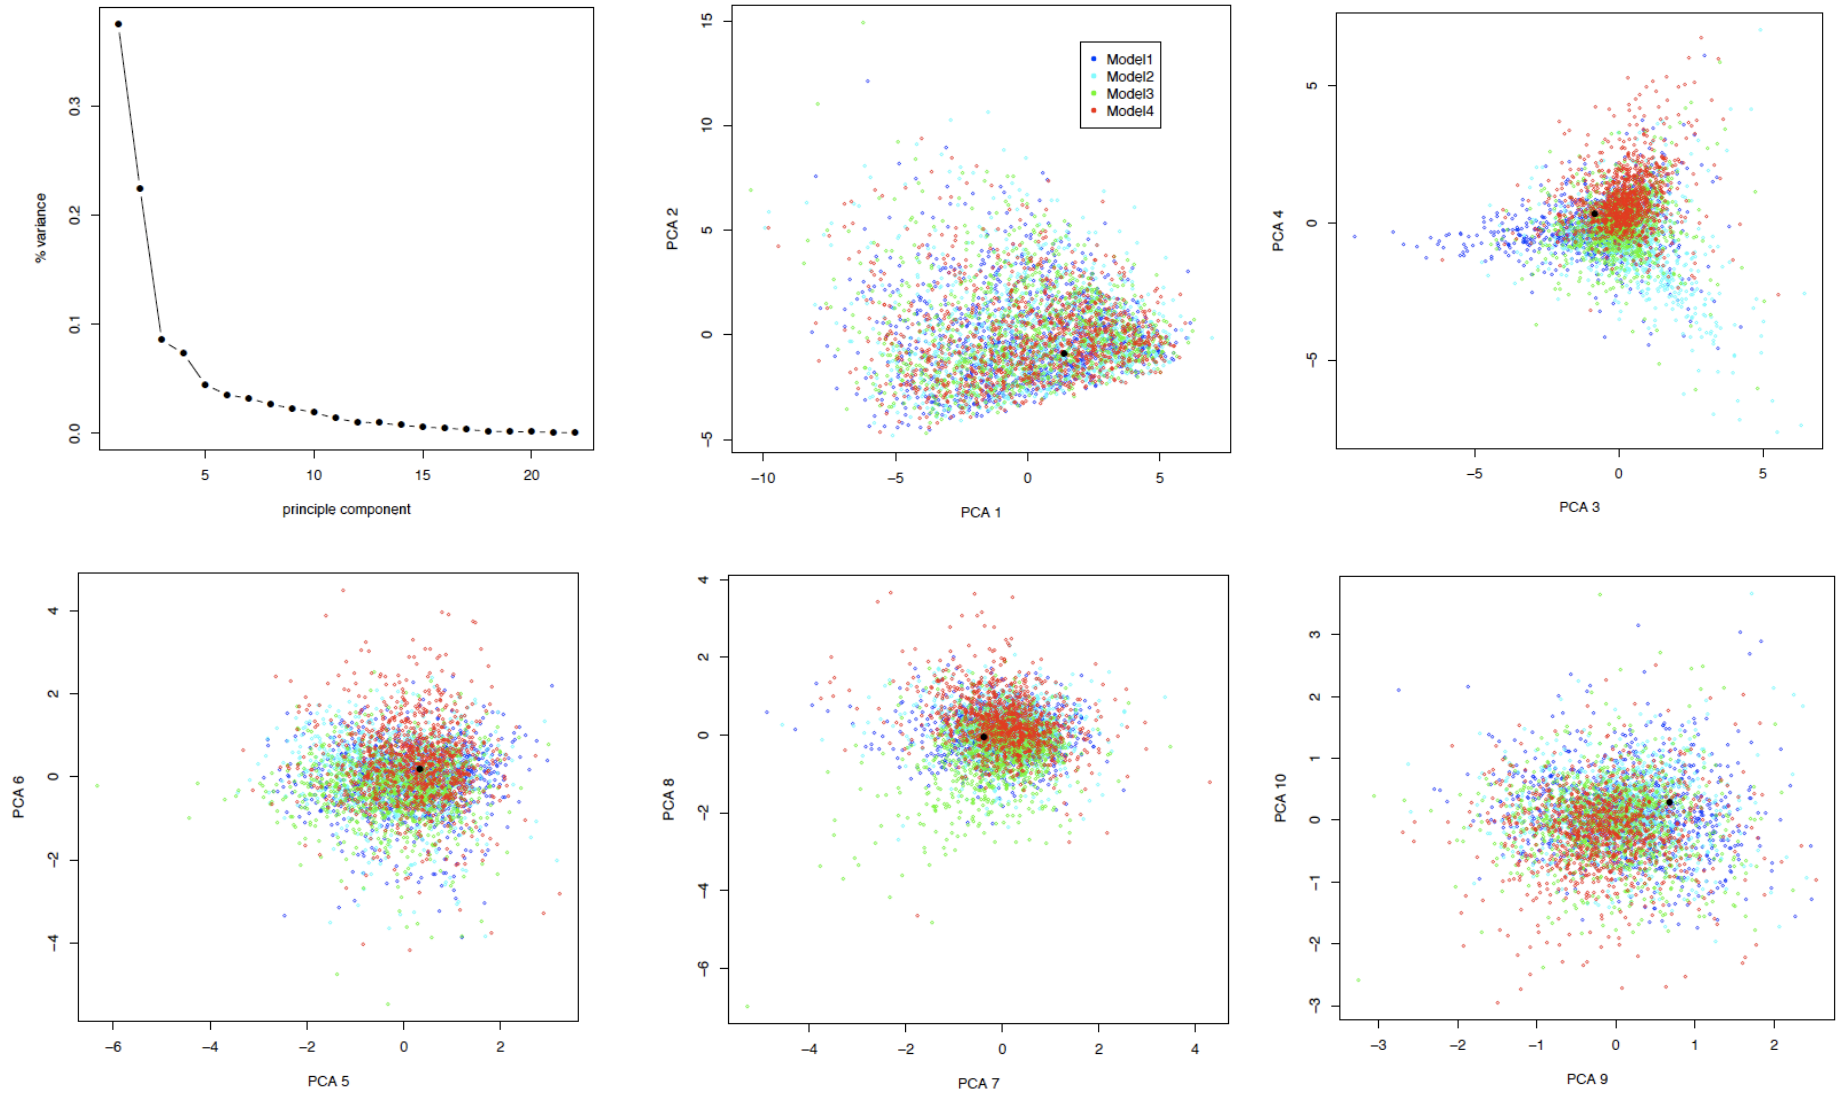 % variance
0.3
0.2
0.1
0.0
5 10 15 20
principle component
PCA 2
15
10
5
0
−5
−10 −5 0 5
PCA 1
Model1
Model2
Model3
Model4
PCA 4
5
0
−5
−5 0 5
PCA 3
PCA 6
4
2
0
−2
−4
−6 −4 −2 0 2
PCA 5
PCA 8
4
2
0
−2
−4
−6
−4 −2 0 2 4
PCA 7
PCA 10
3
2
1
0
−1
−2
−3
−3 −2 −1 0 1 2
PCA 9